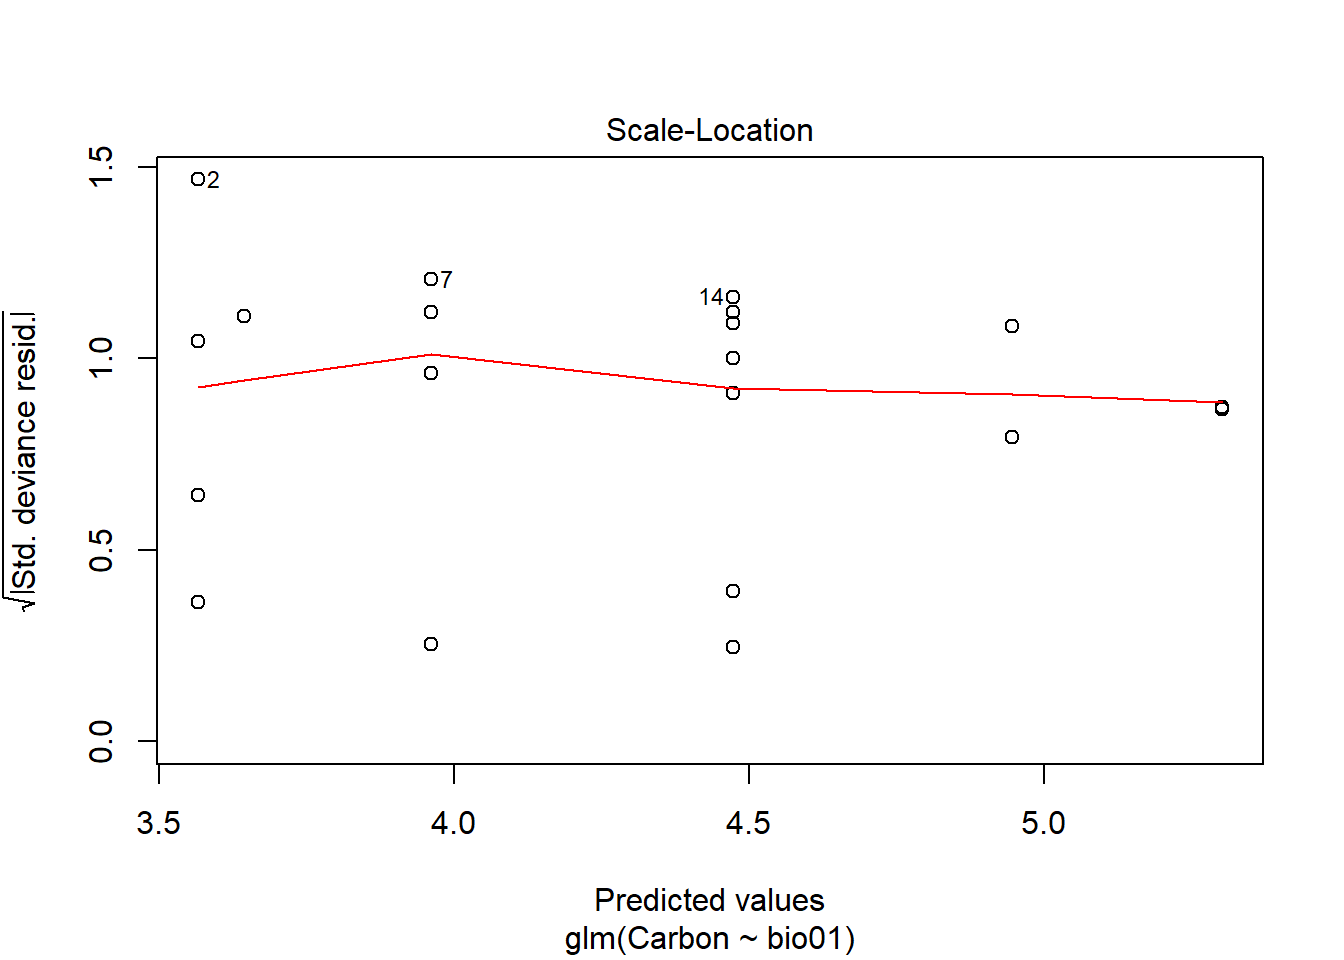 Scale-Location
√|Std. deviance resid.|
1.5
1.0
0.5
0.0
2
7
14
3.5 4.0 4.5 5.0
Predicted values
glm(Carbon ~ bio01)